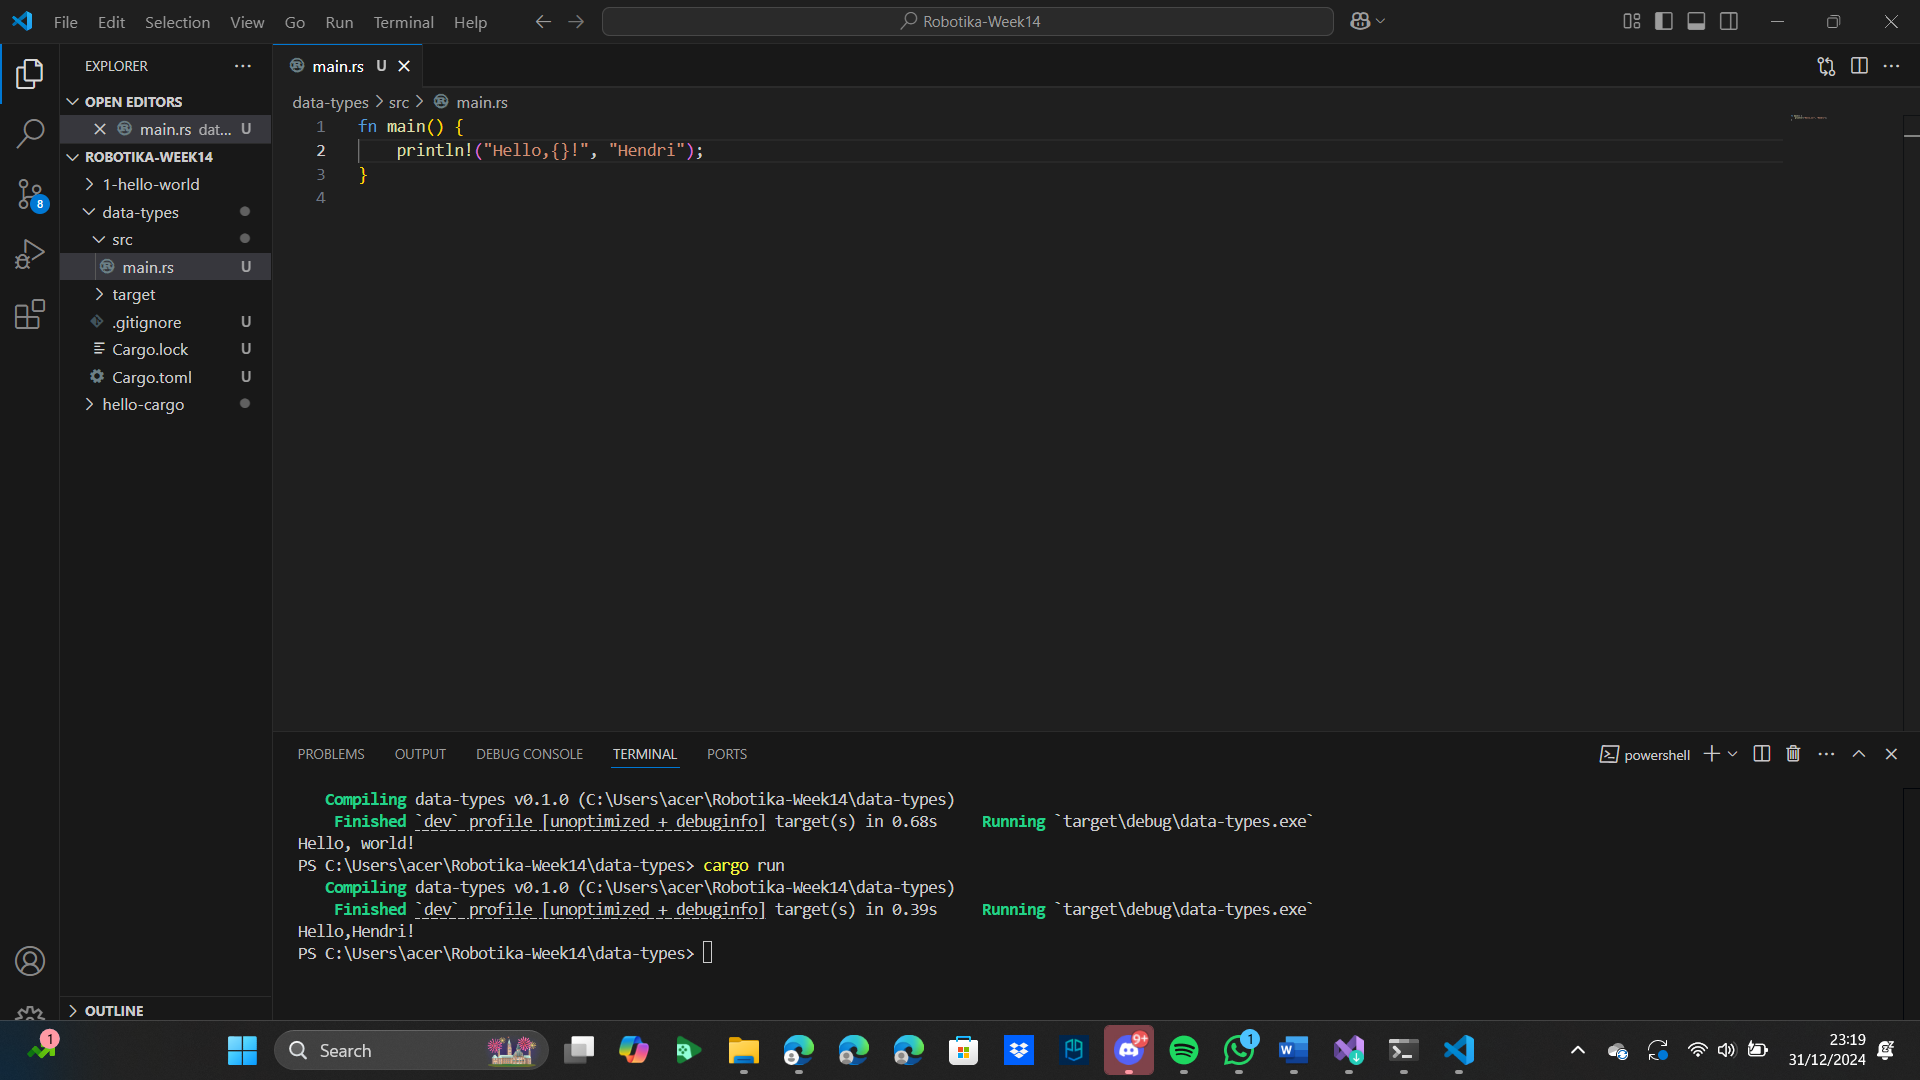 File Edit Selection View Go Run Terminal Help
Robotika-Week14
EXPLORER
OPEN EDITORS
main.rs dat... U
ROBOTIKA-WEEK14
1-hello-world
data-types
src
main.rs U
target
.gitignore U
Cargo.lock U
Cargo.toml U
hello-cargo
OUTLINE
8
main.rs U
data-types > src > main.rs
1 fn main() {
2 println!("Hello,{}!", "Hendri");
3 }
4
PROBLEMS OUTPUT DEBUG CONSOLE TERMINAL PORTS
powershell
Compiling data-types v0.1.0 (C:\Users\acer\Robotika-Week14\data-types)
Finished `dev` profile [unoptimized + debuginfo] target(s) in 0.68s Running `target\debug\data-types.exe`
Hello, world!
PS C:\Users\acer\Robotika-Week14\data-types> cargo run
Compiling data-types v0.1.0 (C:\Users\acer\Robotika-Week14\data-types)
Finished `dev` profile [unoptimized + debuginfo] target(s) in 0.39s Running `target\debug\data-types.exe`
Hello,Hendri!
PS C:\Users\acer\Robotika-Week14\data-types>
1
Search
9+
1
23:19
31/12/2024